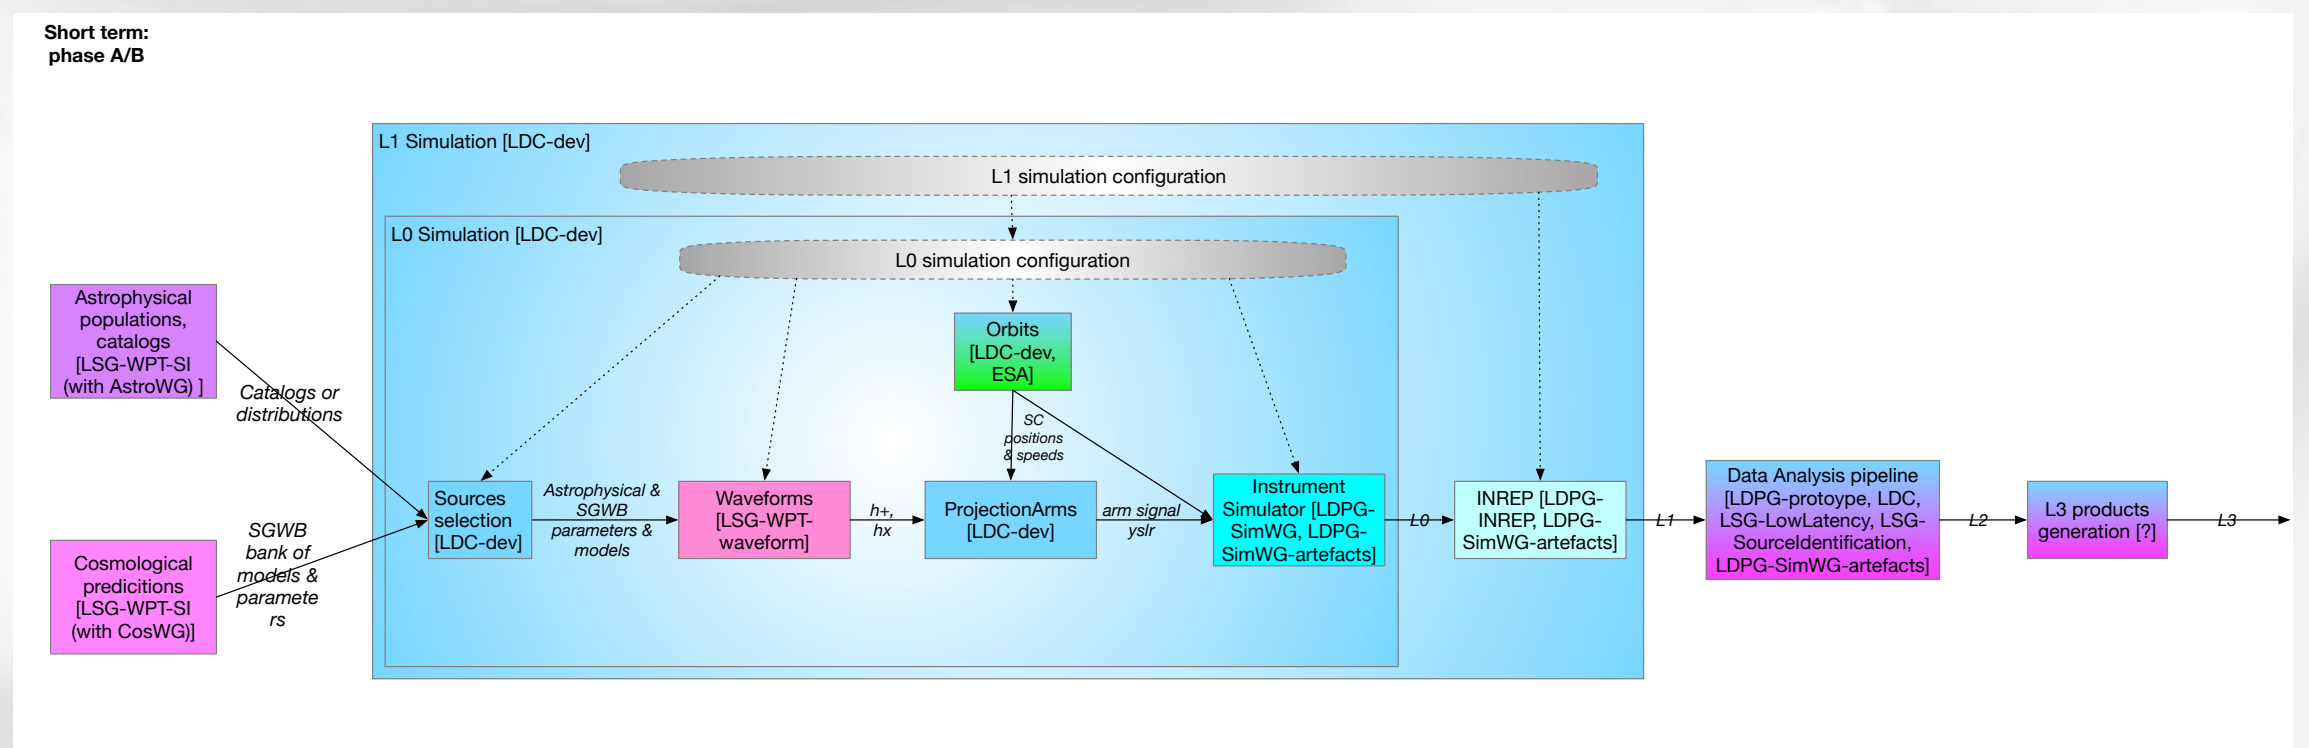 Short term:
phase A/B
L1 Simulation [LDC-dev]
L1 simulation configuration
L0 Simulation [LDC-dev]
L0 simulation configuration
Astrophysical
populations,
catalogs
[LSG-WPT-SI
(with AstroWG) ]
Catalogs or
distributions
Cosmological
predicitions
[LSG-WPT-SI
(with CosWG)]
SGWB
bank of
models &
paramete
rs
Orbits
[LDC-dev,
ESA]
SC
positions
& speeds
Sources
selection
[LDC-dev]
Astrophysical &
SGWB
parameters &
models
Waveforms
[LSG-WPT-
waveform]
h+,
hx
ProjectionArms
[LDC-dev]
arm signal
yslr
Instrument
Simulator [LDPG-
SimWG, LDPG-
SimWG-artefacts]
L0
INREP [LDPG-
INREP, LDPG-
SimWG-artefacts]
L1
Data Analysis pipeline
[LDPG-protoype, LDC,
LSG-LowLatency, LSG-
SourceIdentification,
LDPG-SimWG-artefacts]
L2
L3 products
generation [?]
L3